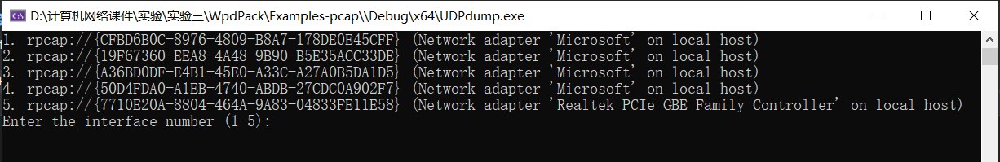 D:\计算机网络课件\实验\实验三\WpdPack\Examples-pcap\\Debug\x64\UDPdump.exe
1. rpcap://{CFBD6B0C-8976-4809-B8A7-178DE0E45CFF} (Network adapter 'Microsoft' on local host)
2. rpcap://{19F67360-EEA8-4A48-9B90-B5E35ACC33DE} (Network adapter 'Microsoft' on local host)
3. rpcap://{A36BD0DF-E4B1-45E0-A33C-A27A0B5DA1D5} (Network adapter 'Microsoft' on local host)
4. rpcap://{50D4FDA0-A1EB-4740-ABDB-27CDC0A902F7} (Network adapter 'Microsoft' on local host)
5. rpcap://{7710E20A-8804-464A-9A83-04833FE11E58} (Network adapter 'Realtek PCIe GBE Family Controller' on local host)
Enter the interface number (1-5):